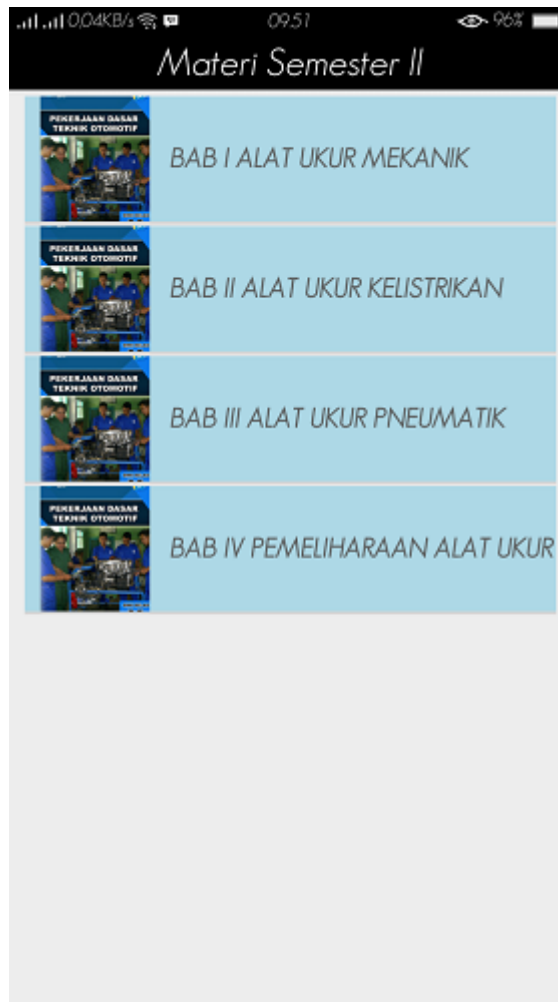 0,04KB/s 09.51 96%
Materi Semester II
PEKERJAAN DASAR
TEKNIK OTOMOTIF
BAB I ALAT UKUR MEKANIK
PEKERJAAN DASAR
TEKNIK OTOMOTIF
BAB II ALAT UKUR KELISTRIKAN
PEKERJAAN DASAR
TEKNIK OTOMOTIF
BAB III ALAT UKUR PNEUMATIK
PEKERJAAN DASAR
TEKNIK OTOMOTIF
BAB IV PEMELIHARAAN ALAT UKUR